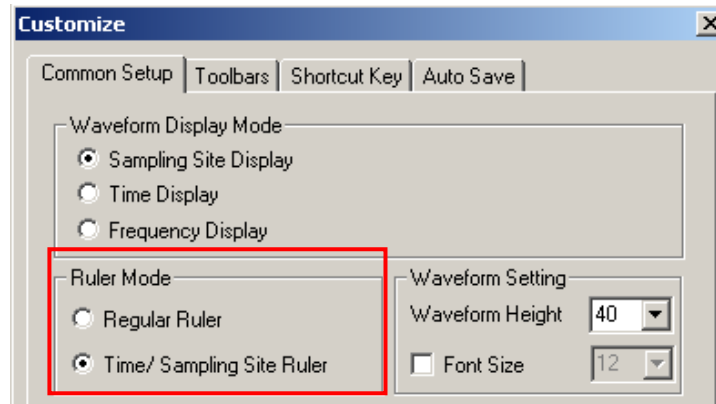 Customize
Common Setup Toolbars Shortcut Key Auto Save
Waveform Display Mode
Sampling Site Display
Time Display
Frequency Display
Ruler Mode
Regular Ruler
Time/ Sampling Site Ruler
Waveform Setting
Waveform Height 40
Font Size 12